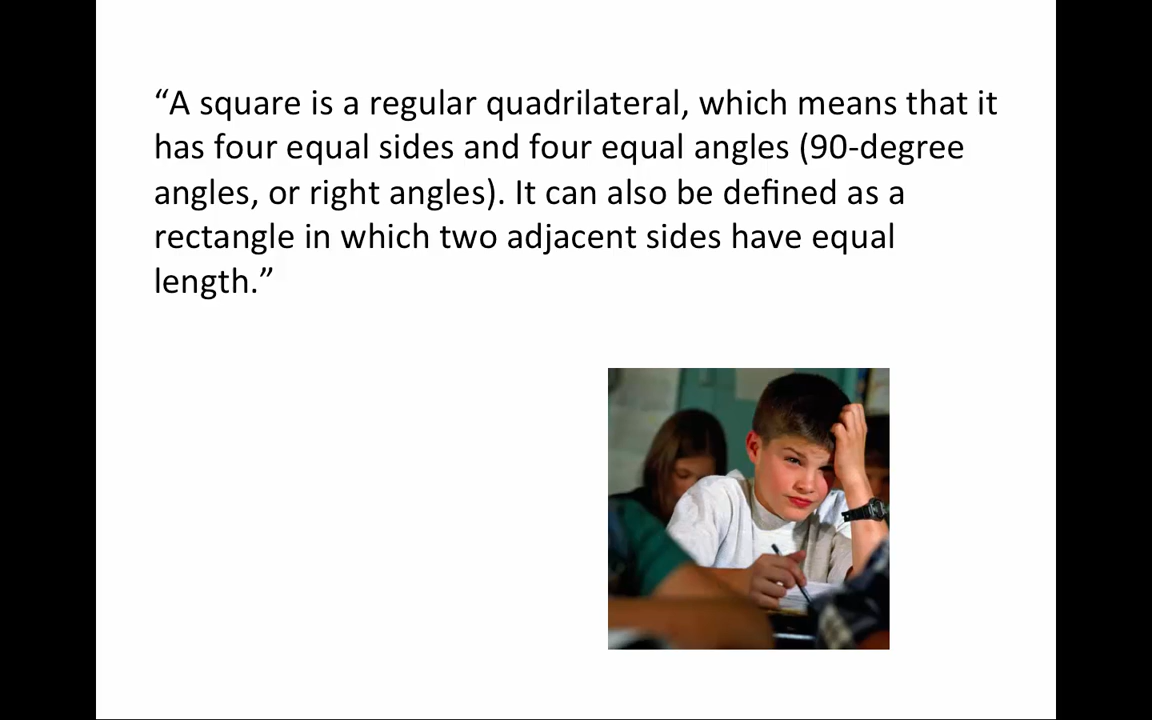 “A square is a regular quadrilateral, which means that it
has four equal sides and four equal angles (90-degree
angles, or right angles). It can also be defined as a
rectangle in which two adjacent sides have equal
length.”